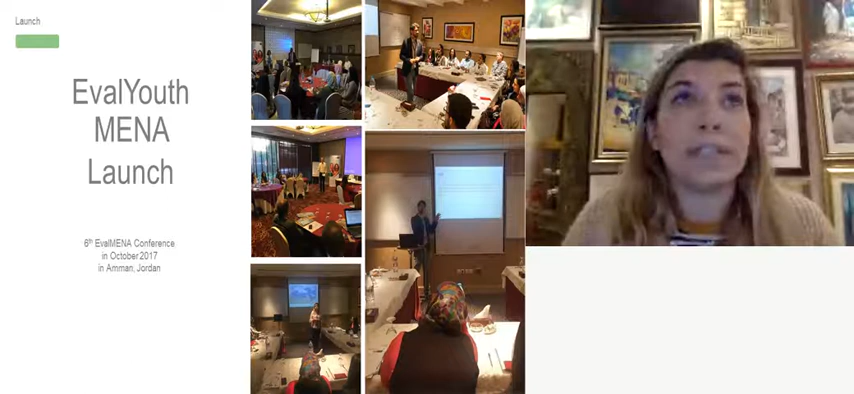 Launch
EvalYouth
MENA
Launch
6th EvalMENA Conference
in October 2017
in Amman, Jordan